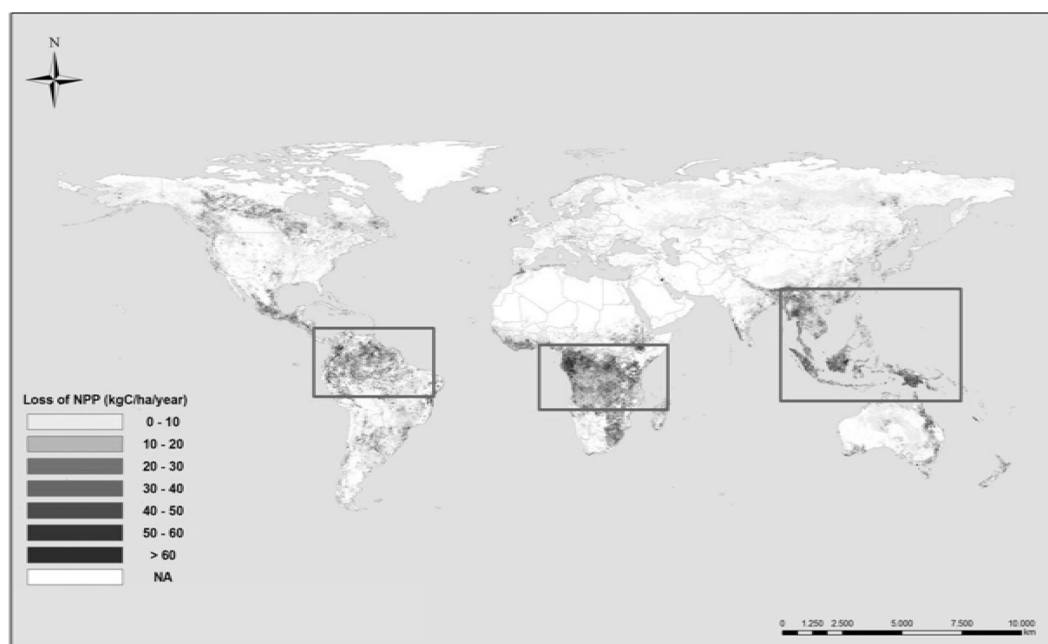 N
Loss of NPP (kgC/ha/year)
0 - 10
10 - 20
20 - 30
30 - 40
40 - 50
50 - 60
> 60
NA
0 1.250 2.500 5.000 7.500 10.000
km